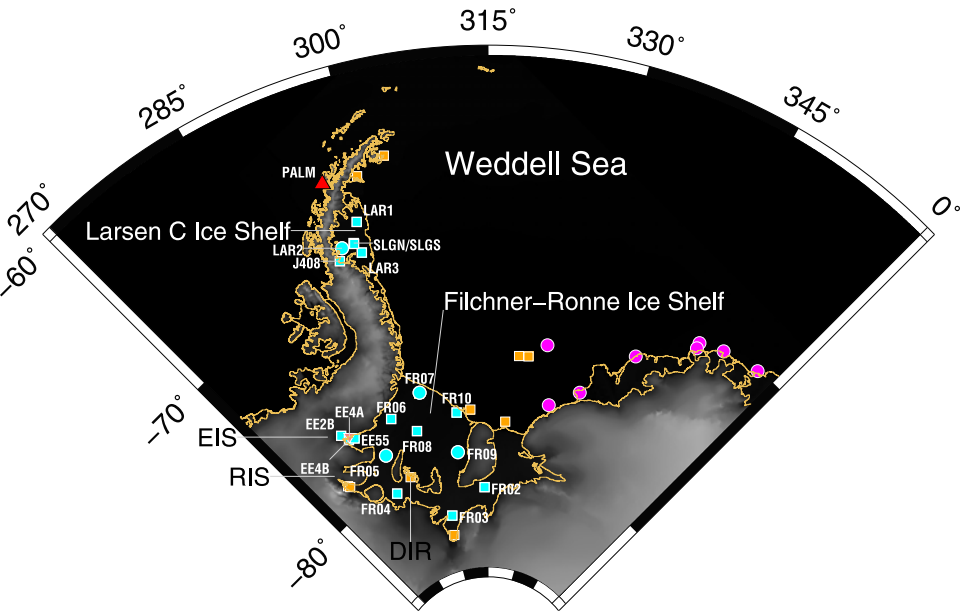 315°
300°
330°
285°
345°
270°
0°
−60°
−70°
−80°
Weddell Sea
PALM
LAR1
Larsen C Ice Shelf
SLGN/SLGS
LAR2
J408
LAR3
Filchner−Ronne Ice Shelf
FR07
FR10
FR06
EE4A
EE2B
EIS
EE55
FR08
FR09
EE4B
FR05
RIS
FR02
FR04
FR03
DIR